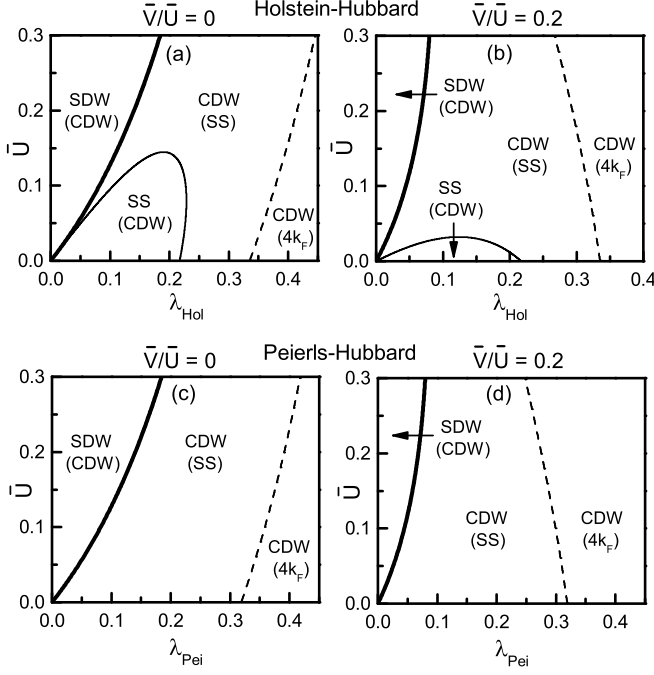 Holstein-Hubbard
V̄/Ū = 0
V̄/Ū = 0.2
(a)
SDW
(CDW)
CDW
(SS)
SS
(CDW)
CDW
(4k_F)
Ū
0.3
0.2
0.1
0.0
0.0 0.1 0.2 0.3 0.4
λ_Hol
(b)
SDW
(CDW)
CDW
(SS)
CDW
(4k_F)
SS
(CDW)
Ū
0.3
0.2
0.1
0.0
0.0 0.1 0.2 0.3 0.4
λ_Hol
Peierls-Hubbard
V̄/Ū = 0
V̄/Ū = 0.2
(c)
SDW
(CDW)
CDW
(SS)
CDW
(4k_F)
Ū
0.3
0.2
0.1
0.0
0.0 0.1 0.2 0.3 0.4
λ_Pei
(d)
SDW
(CDW)
CDW
(SS)
CDW
(4k_F)
Ū
0.3
0.2
0.1
0.0
0.0 0.1 0.2 0.3 0.4
λ_Pei